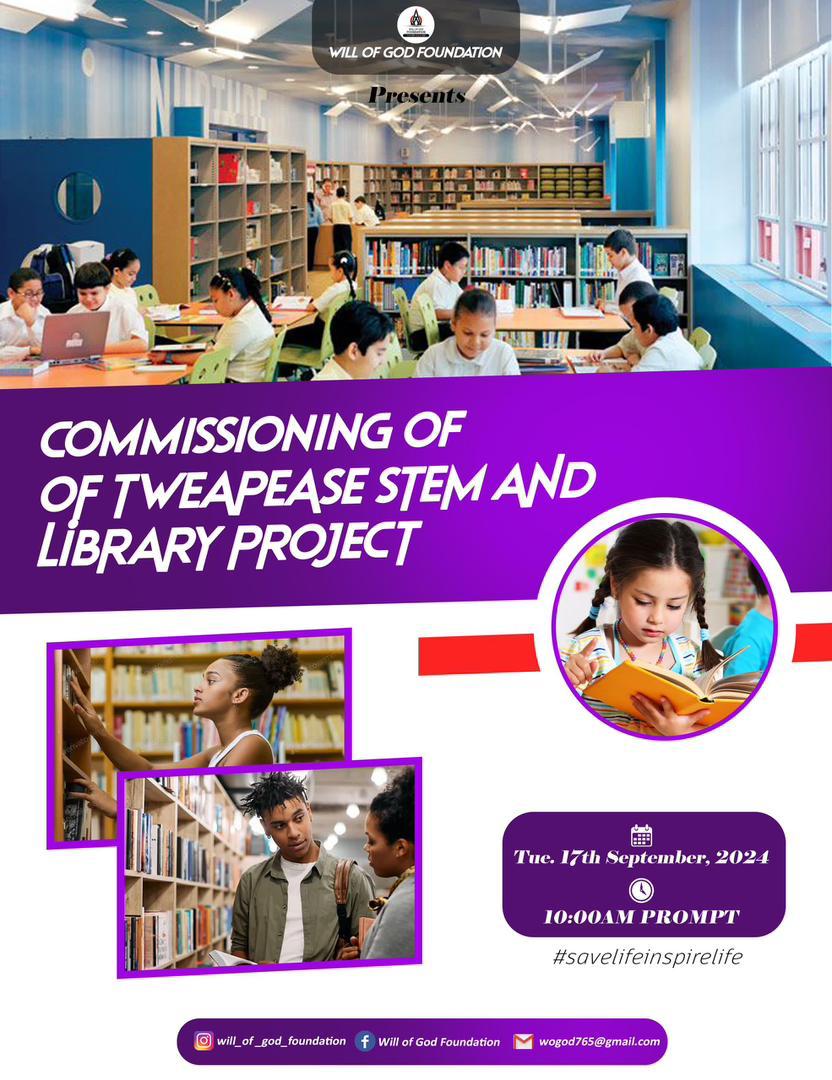 WILL OF GOD FOUNDATION
Presents
NURTURE
COMMISSIONING OF
OF TWEAPEASE STEM AND
LIBRARY PROJECT
Tue. 17th September, 2024
10:00AM PROMPT
#savelifeinspirelife
will_of _god_foundation
Will of God Foundation
wogod765@gmail.com